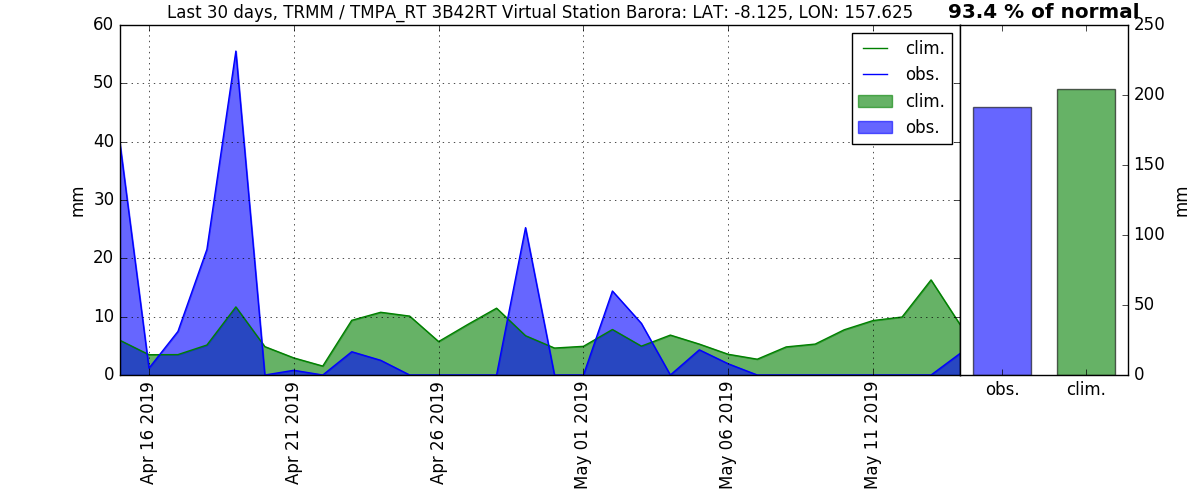 Last 30 days, TRMM / TMPA_RT 3B42RT Virtual Station Barora: LAT: -8.125, LON: 157.625
93.4 % of normal
60
50
40
30
20
10
0
mm
clim.
obs.
clim.
obs.
250
200
150
100
50
0
mm
Apr 16 2019
Apr 21 2019
Apr 26 2019
May 01 2019
May 06 2019
May 11 2019
obs.
clim.